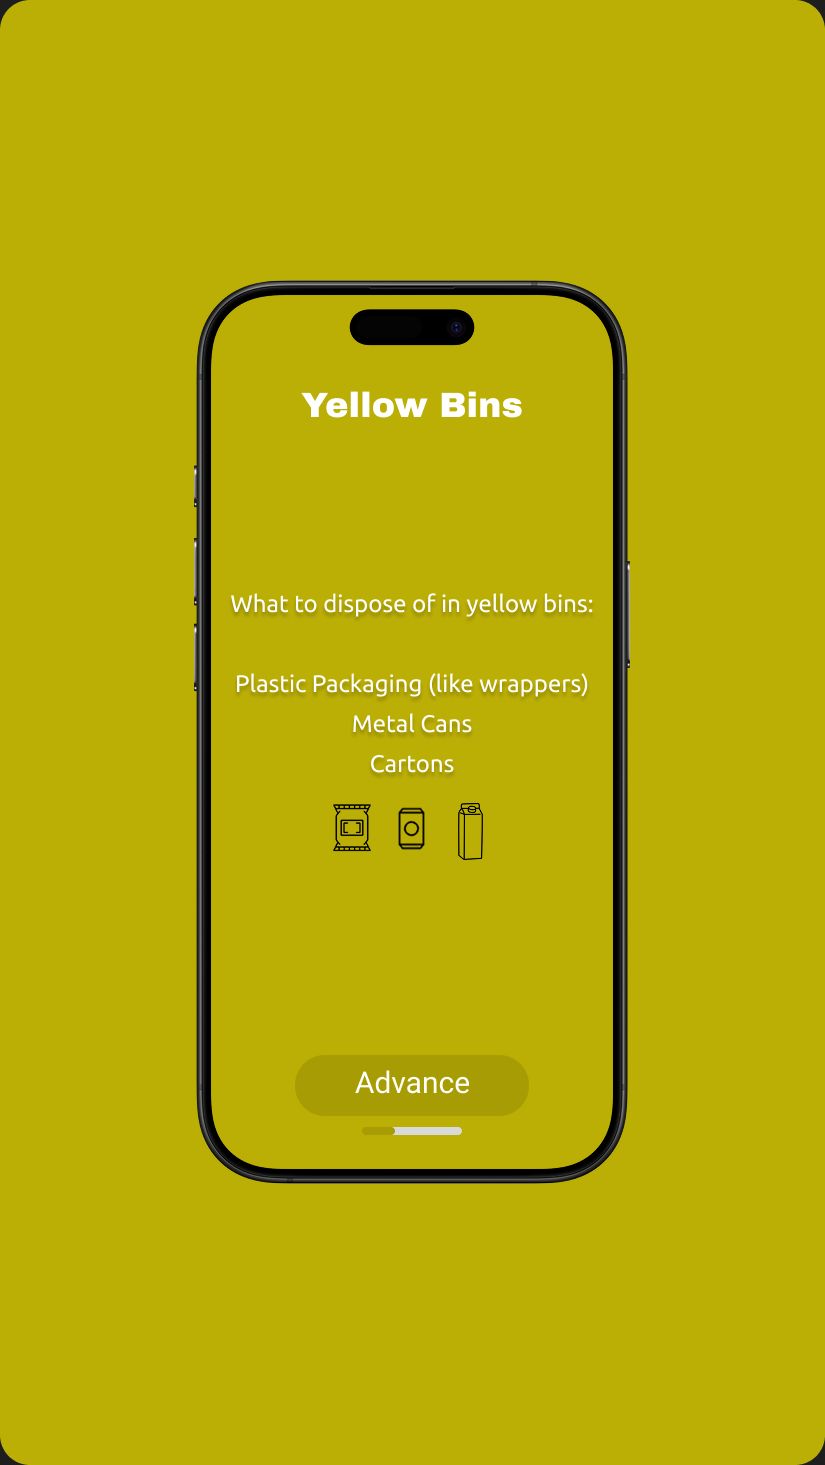 Yellow Bins
What to dispose of in yellow bins:
Plastic Packaging (like wrappers)
Metal Cans
Cartons
Advance